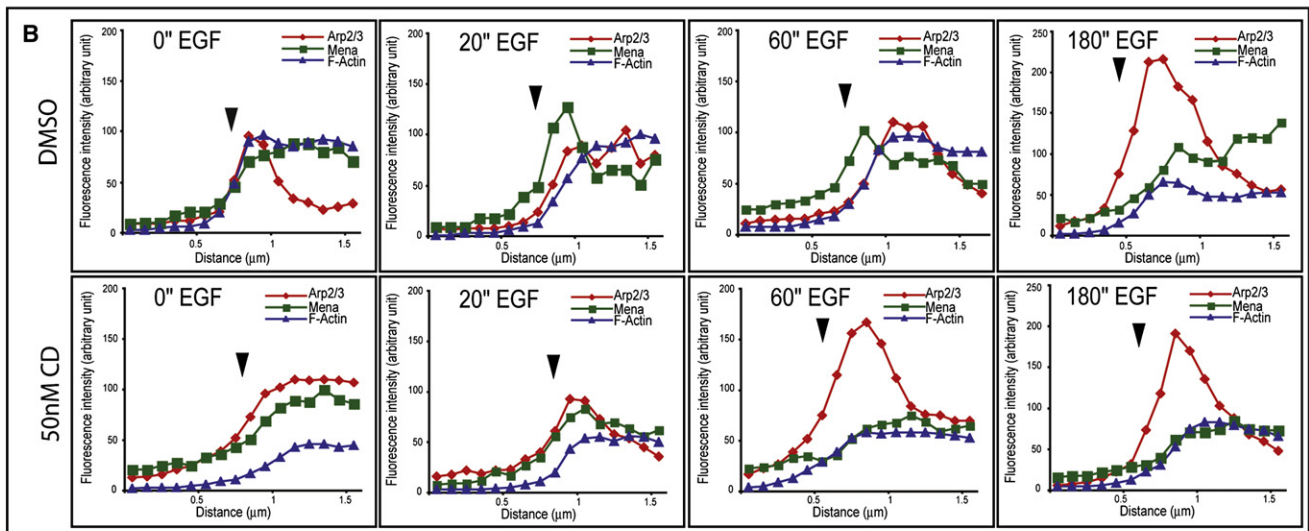 B
DMSO
0" EGF
Arp2/3
Mena
F-Actin
Fluorescence intensity (arbitrary unit)
200
150
100
50
0
0.5
1
1.5
Distance (μm)
20" EGF
Arp2/3
Mena
F-Actin
Fluorescence intensity (arbitrary unit)
200
150
100
50
0
0.5
1
1.5
Distance (μm)
60" EGF
Arp2/3
Mena
F-Actin
Fluorescence intensity (arbitrary unit)
200
150
100
50
0
0.5
1
1.5
Distance (μm)
180" EGF
Arp2/3
Mena
F-Actin
Fluorescence intensity (arbitrary unit)
250
200
150
100
50
0
0.5
1
1.5
Distance (μm)
50nM CD
0" EGF
Arp2/3
Mena
F-Actin
Fluorescence intensity (arbitrary unit)
200
150
100
50
0
0.5
1
1.5
Distance (μm)
20" EGF
Arp2/3
Mena
F-Actin
Fluorescence intensity (arbitrary unit)
200
150
100
50
0
0.5
1
1.5
Distance (μm)
60" EGF
Arp2/3
Mena
F-Actin
Fluorescence intensity (arbitrary unit)
200
150
100
50
0
0.5
1
1.5
Distance (μm)
180" EGF
Arp2/3
Mena
F-Actin
Fluorescence intensity (arbitrary unit)
250
200
150
100
50
0
0.5
1
1.5
Distance (μm)